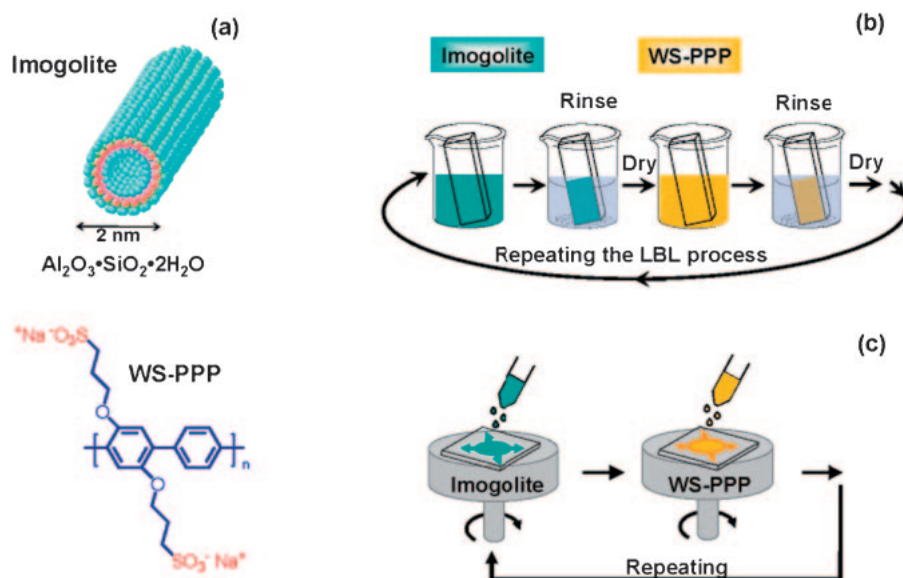 (a)
Imogolite
2 nm
Al₂O₃•SiO₂•2H₂O
⁺Na ⁻O₃S
WS-PPP
O
n
O
SO₃⁻ Na⁺
(b)
Imogolite WS-PPP
Rinse Rinse
Dry Dry
Repeating the LBL process
(c)
Imogolite WS-PPP
Repeating